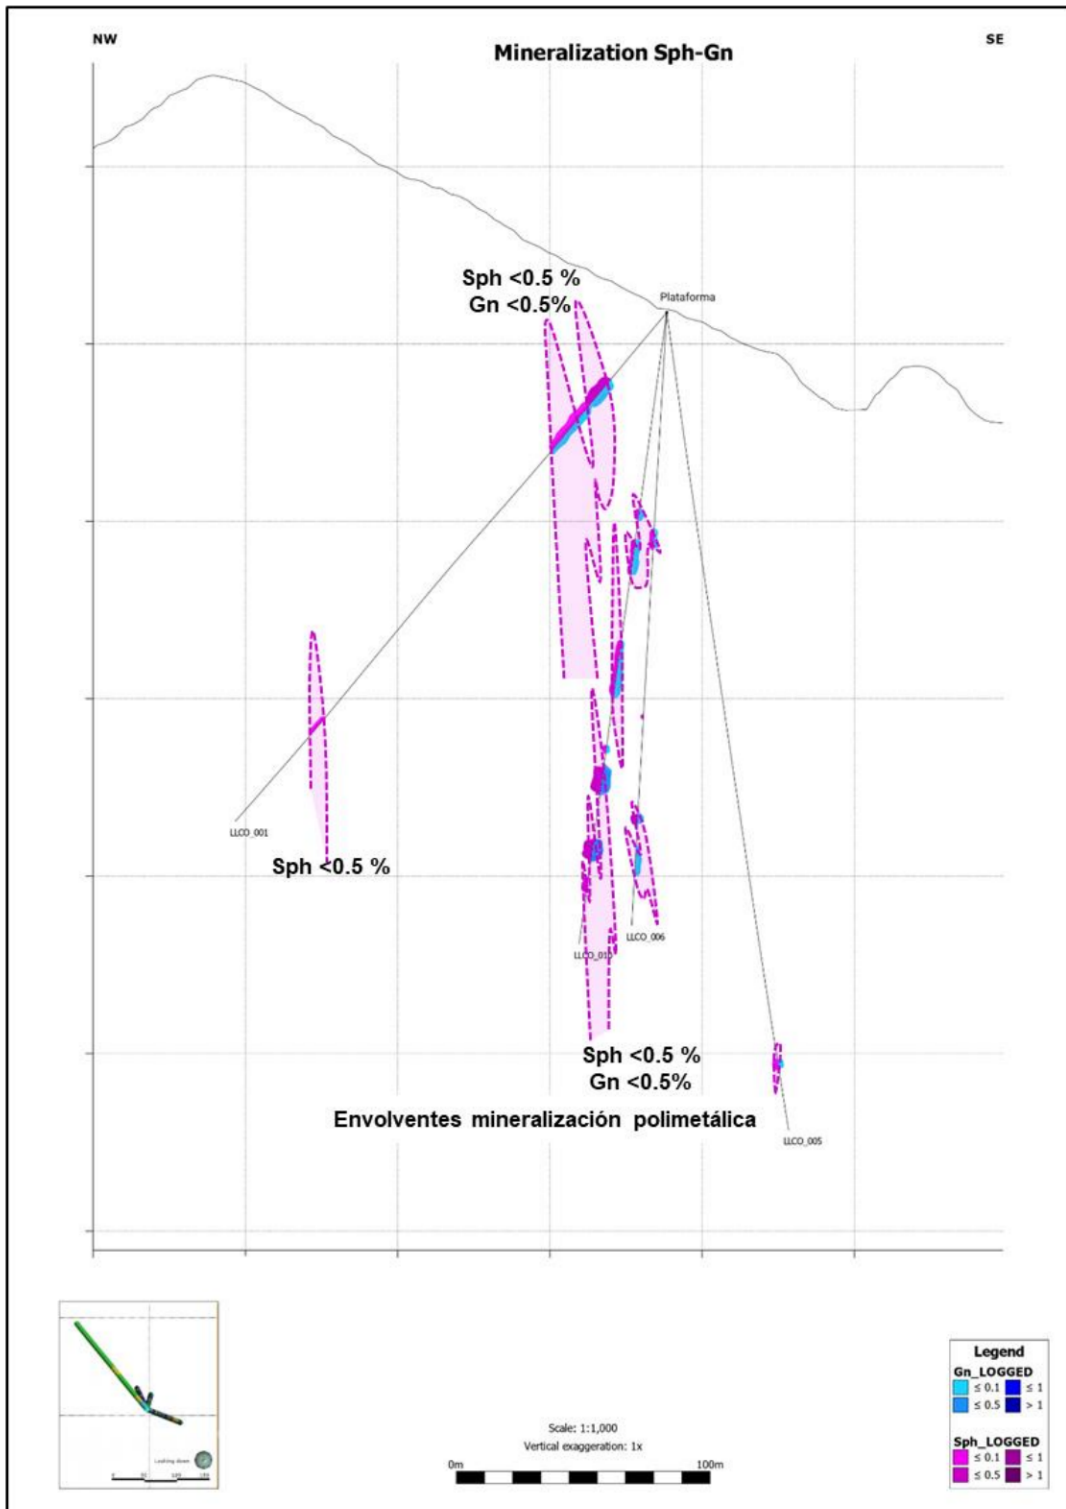 NW
SE
Mineralization Sph-Gn
Sph <0.5 %
Gn <0.5%
Plataforma
LLCO_001
Sph <0.5 %
LLCO_006
Sph <0.5 %
Gn <0.5%
Envolventes mineralización polimetálica
LLCO_005
Looking down
Scale: 1:1,000
Vertical exaggeration: 1x
0m 100m
Legend
Gn_LOGGED
≤ 0.1 ≤ 1
≤ 0.5 > 1
Sph_LOGGED
≤ 0.1 ≤ 1
≤ 0.5 > 1